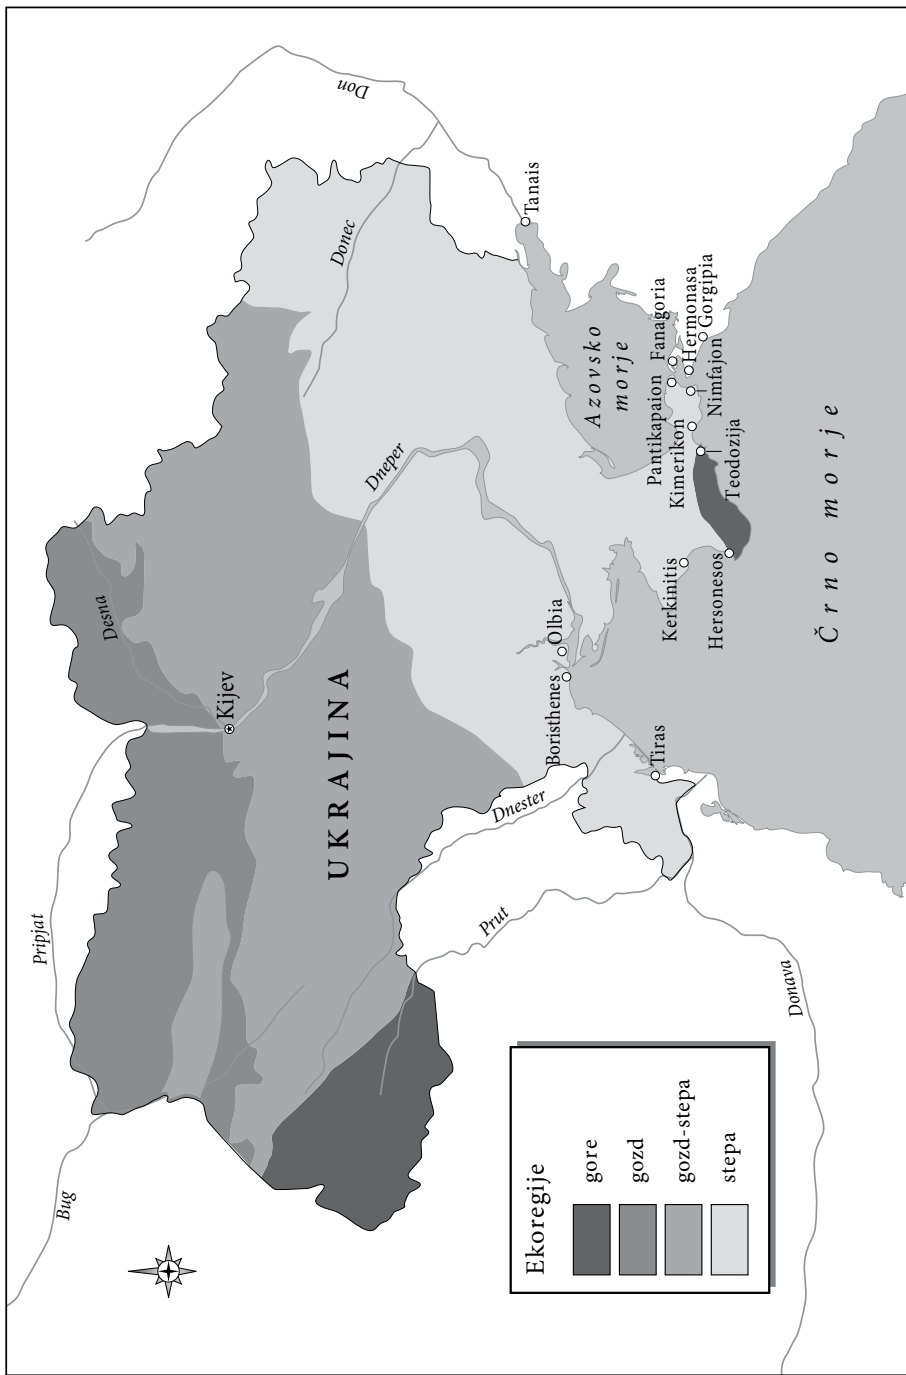 Don
Donec
Tanais
Desna
Dneper
Kijev
UKRAJINA
Pripjat
Bug
Azovsko
morje
Fanagoria
Hermonasa
Gorgipia
Pantikapaion
Kimerikon
Nimfajon
Teodozija
Kerkinitis
Hersonesos
Olbia
Boristhenes
Tiras
Dnester
Prut
Donava
Črno morje
Ekoregije
gore
gozd
gozd-stepa
stepa